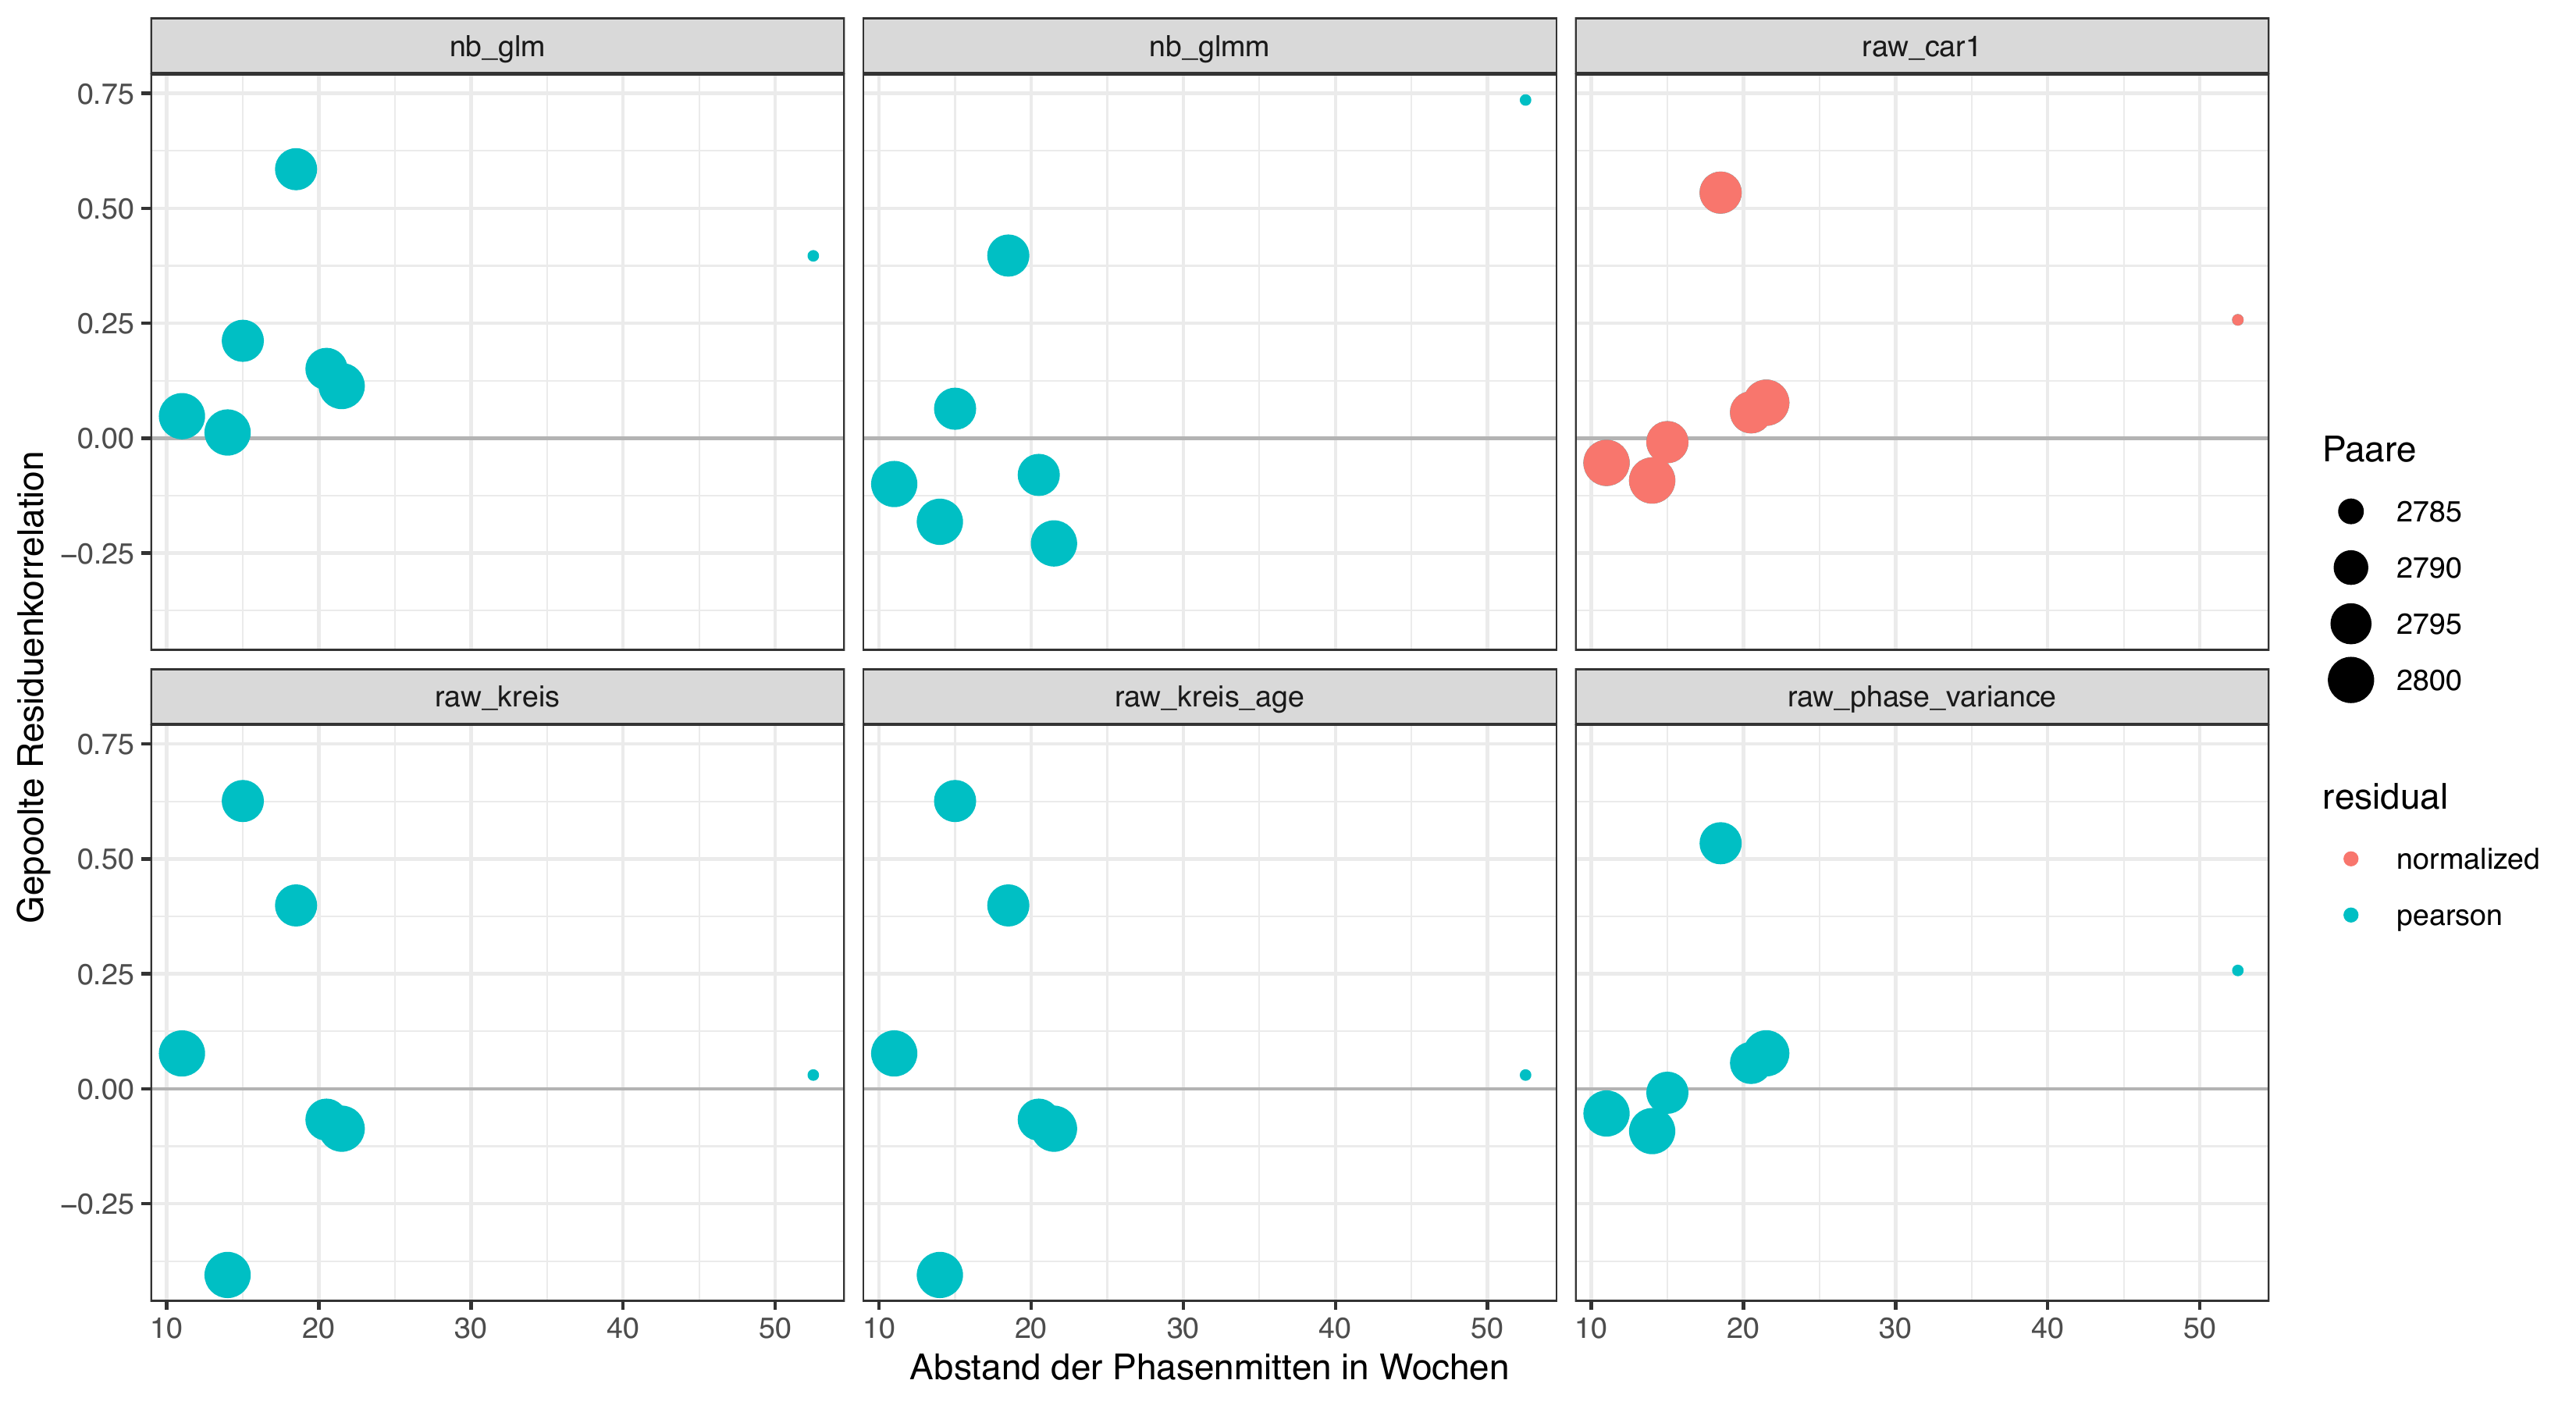 nb_glm
nb_glmm
raw_car1
0.75
0.50
0.25
0.00
−0.25
raw_kreis
raw_kreis_age
raw_phase_variance
0.75
0.50
0.25
0.00
−0.25
10 20 30 40 50
10 20 30 40 50
10 20 30 40 50
Abstand der Phasenmitten in Wochen
Gepoolte Residuenkorrelation
Paare
2785
2790
2795
2800
residual
normalized
pearson